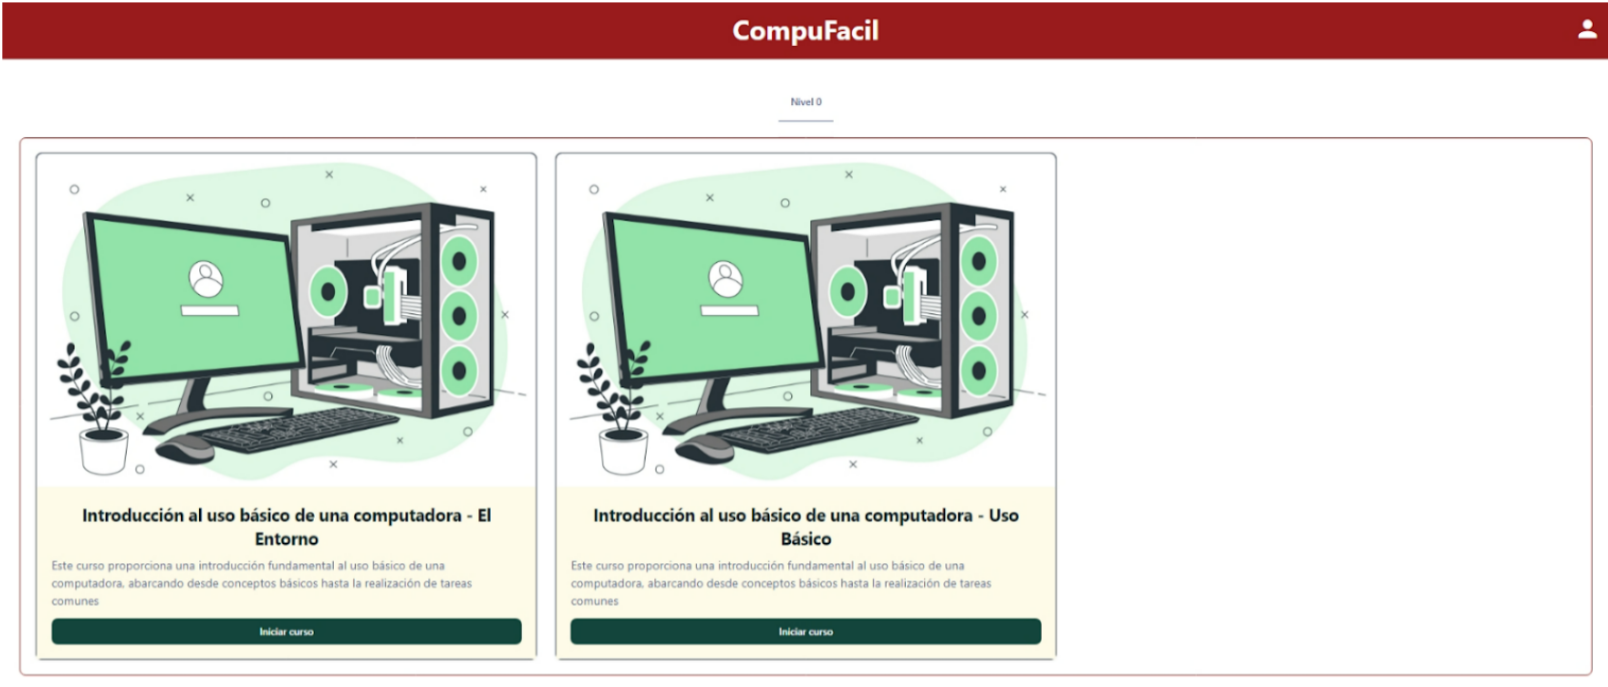 CompuFacil
Nivel 0
Introducción al uso básico de una computadora - El
Entorno
Este curso proporciona una introducción fundamental al uso básico de una
computadora, abarcando desde conceptos básicos hasta la realización de tareas
comunes
Iniciar curso
Introducción al uso básico de una computadora - Uso
Básico
Este curso proporciona una introducción fundamental al uso básico de una
computadora, abarcando desde conceptos básicos hasta la realización de tareas
comunes
Iniciar curso